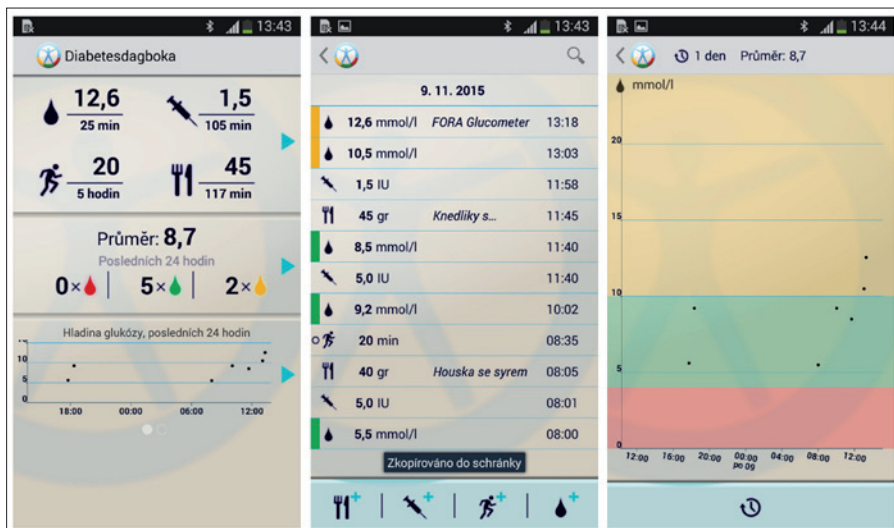 13:43
Diabetesdagboka
12,6
25 min
1,5
105 min
20
5 hodin
45
117 min
Průměr: 8,7
Posledních 24 hodin
0× 5× 2×
Hladina glukózy, posledních 24 hodin
15
10
5
0
18:00 00:00 06:00 12:00
13:43
9. 11. 2015
12,6 mmol/l FORA Glucometer 13:18
10,5 mmol/l 13:03
1,5 IU 11:58
45 gr Knedliky s... 11:45
8,5 mmol/l 11:40
5,0 IU 11:40
9,2 mmol/l 10:02
20 min 08:35
40 gr Houska se syrem 08:05
5,0 IU 08:01
5,5 mmol/l 08:00
Zkopírováno do schránky
13:44
1 den Průměr: 8,7
mmol/l
20
15
10
5
0
12:00 16:00 20:00 00:00 04:00 08:00 12:00
po 09